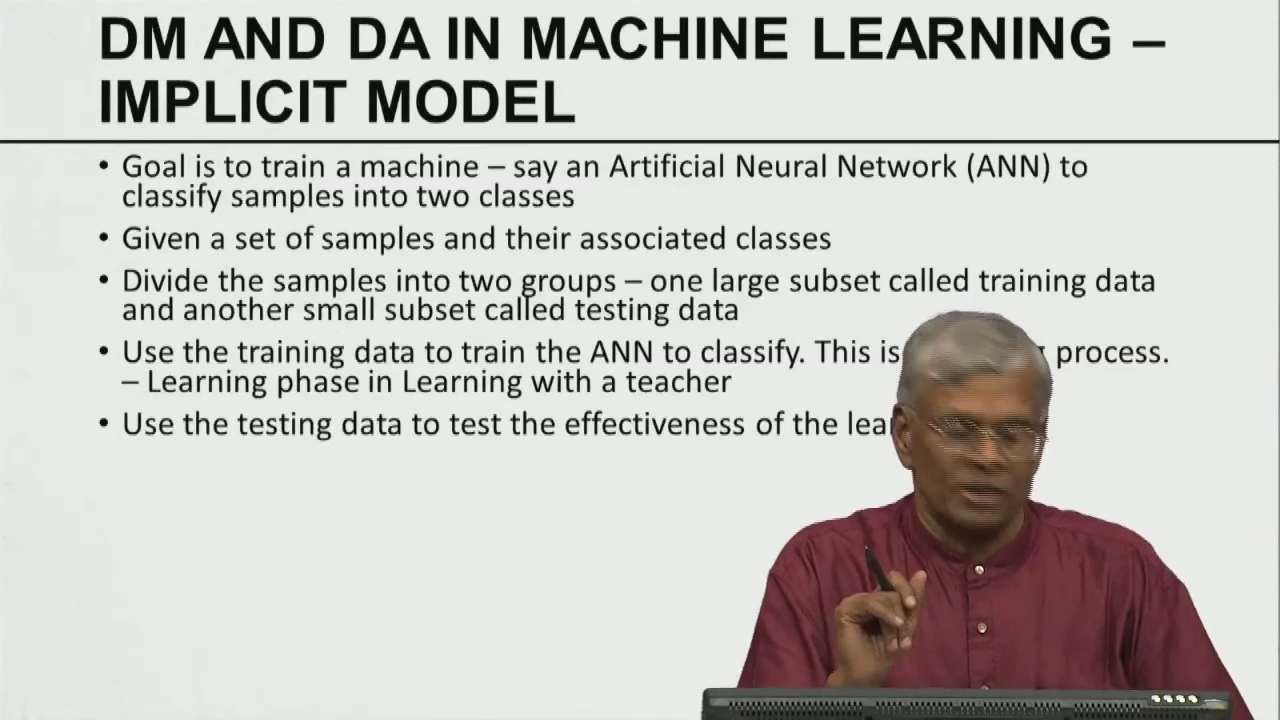 DM AND DA IN MACHINE LEARNING –
IMPLICIT MODEL
• Goal is to train a machine – say an Artificial Neural Network (ANN) to
classify samples into two classes
• Given a set of samples and their associated classes
• Divide the samples into two groups – one large subset called training data
and another small subset called testing data
• Use the training data to train the ANN to classify. This is process.
– Learning phase in Learning with a teacher
• Use the testing data to test the effectiveness of the